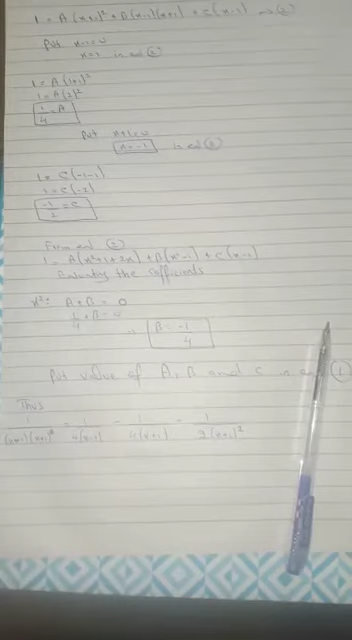 1 = A(x+1)² + B(x-1)(x+1) + C(x-1) → (2)
Put x-1=0
x=1 in eq (2)
1 = A(1+1)²
1 = A(2)²
1/4 = A
Put x+1=0
x=-1 in eq (2)
1 = C(-1-1)
1 = C(-2)
-1/2 = C
From eq (2)
1 = A(x²+1+2x) + B(x²-1) + C(x-1)
the cofficients
x²: A+B = 0
1/4 + B = 0
B = -1/4
Put value of A, B and C in eq (1)
Thus
1/(x-1)(x+1)² = 1/4(x-1) - 1/4(x+1) - 1/2(x+1)²